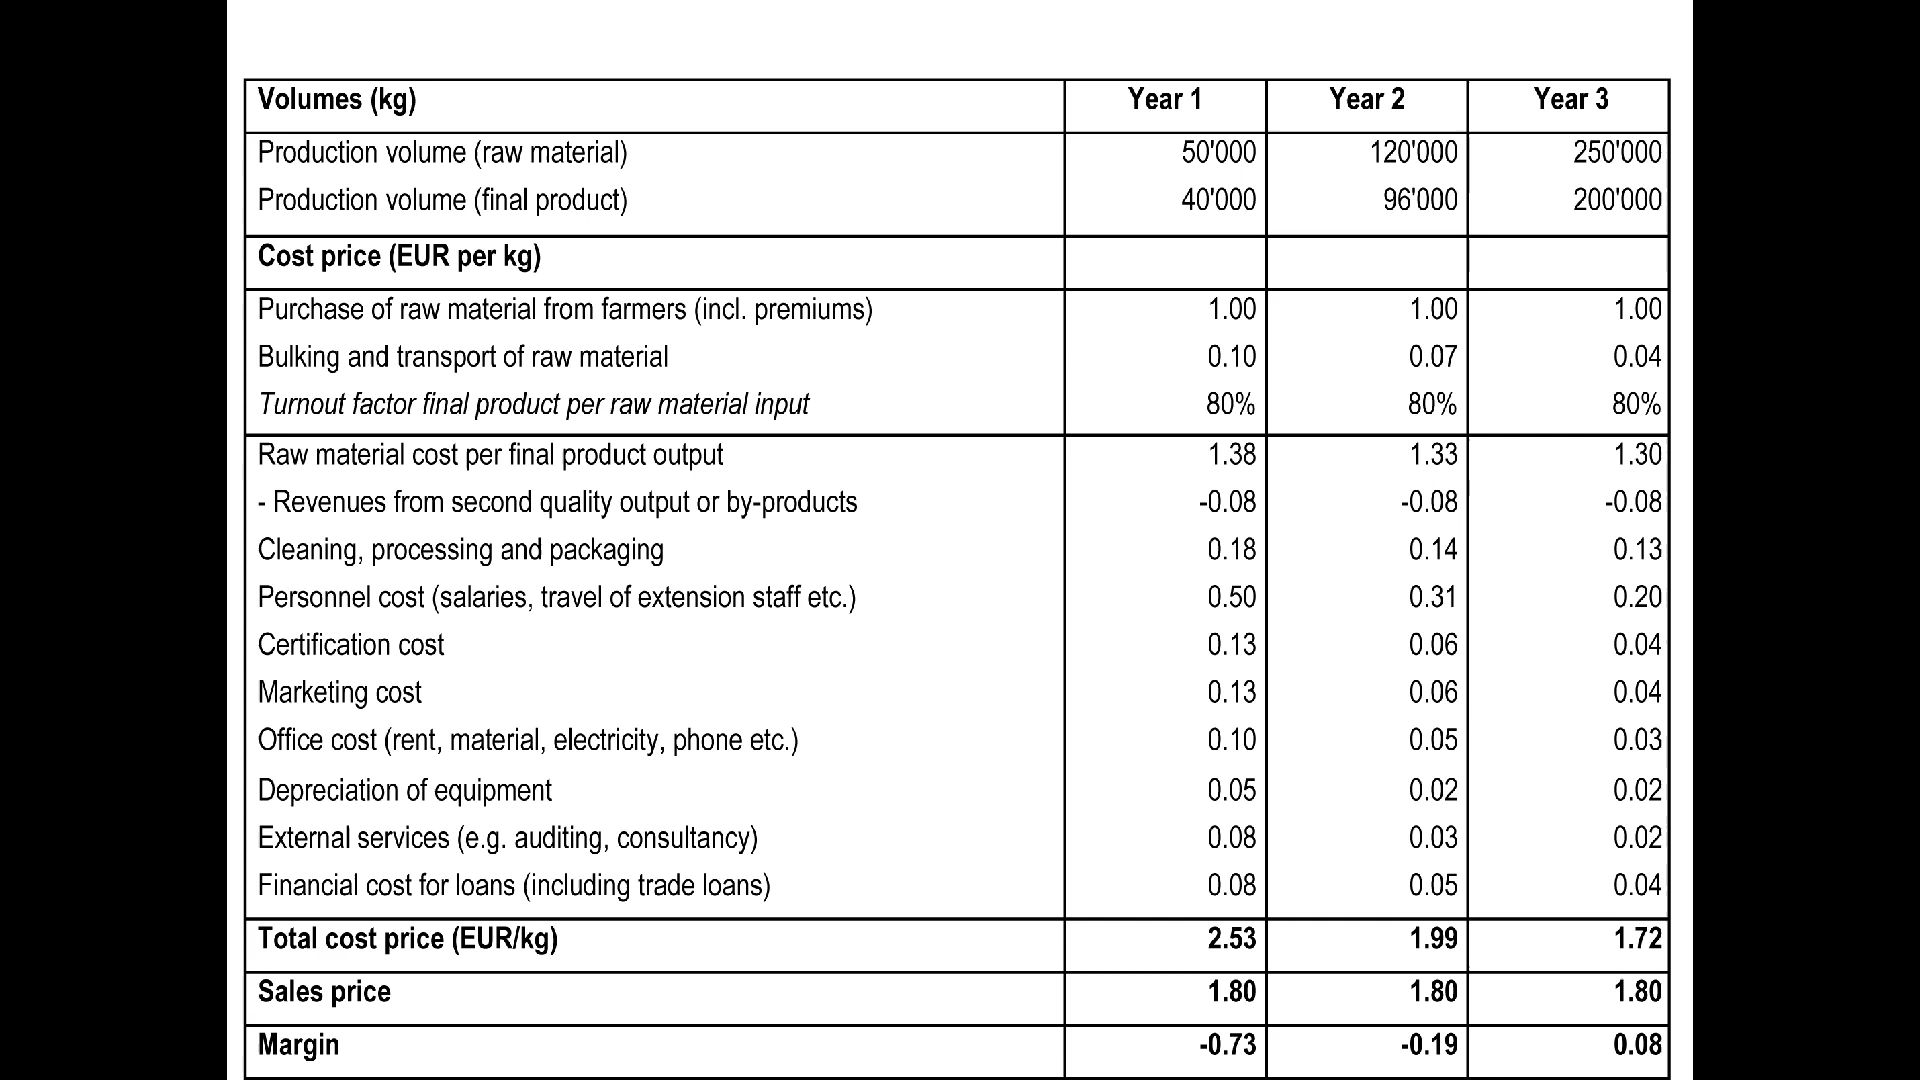 Volumes (kg) Year 1 Year 2 Year 3
Production volume (raw material) 50'000 120'000 250'000
Production volume (final product) 40'000 96'000 200'000
Cost price (EUR per kg)
Purchase of raw material from farmers (incl. premiums) 1.00 1.00 1.00
Bulking and transport of raw material 0.10 0.07 0.04
Turnout factor final product per raw material input 80% 80% 80%
Raw material cost per final product output 1.38 1.33 1.30
- Revenues from second quality output or by-products -0.08 -0.08 -0.08
Cleaning, processing and packaging 0.18 0.14 0.13
Personnel cost (salaries, travel of extension staff etc.) 0.50 0.31 0.20
Certification cost 0.13 0.06 0.04
Marketing cost 0.13 0.06 0.04
Office cost (rent, material, electricity, phone etc.) 0.10 0.05 0.03
Depreciation of equipment 0.05 0.02 0.02
External services (e.g. auditing, consultancy) 0.08 0.03 0.02
Financial cost for loans (including trade loans) 0.08 0.05 0.04
Total cost price (EUR/kg) 2.53 1.99 1.72
Sales price 1.80 1.80 1.80
Margin -0.73 -0.19 0.08